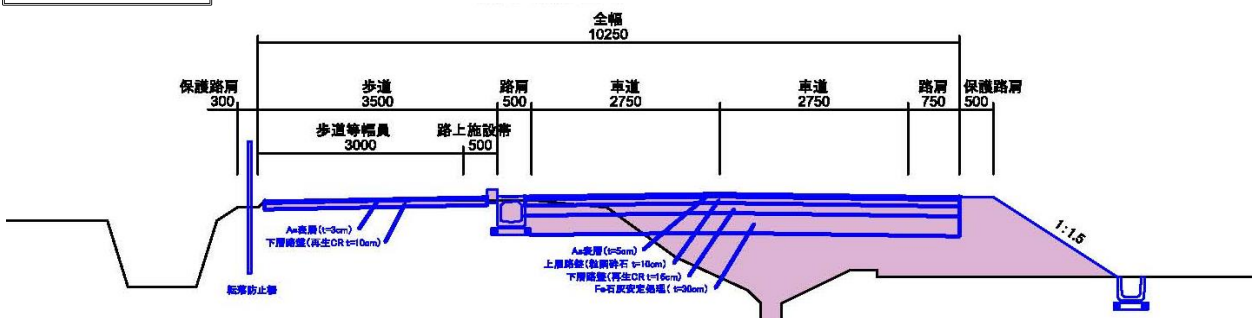 全幅
10250
保護路肩 歩道 路肩 車道 車道 路肩 保護路肩
300 3500 500 2750 2750 750 500
歩道等幅員 路上施設帯
3000 500
As表層(t=3cm)
下層路盤(再生CR t=10cm)
転落防止柵
As表層(t=5cm)
上層路盤(粒調砕石 t=10cm)
下層路盤(再生CR t=15cm)
Fe石灰安定処理( t=30cm)
1:1.5